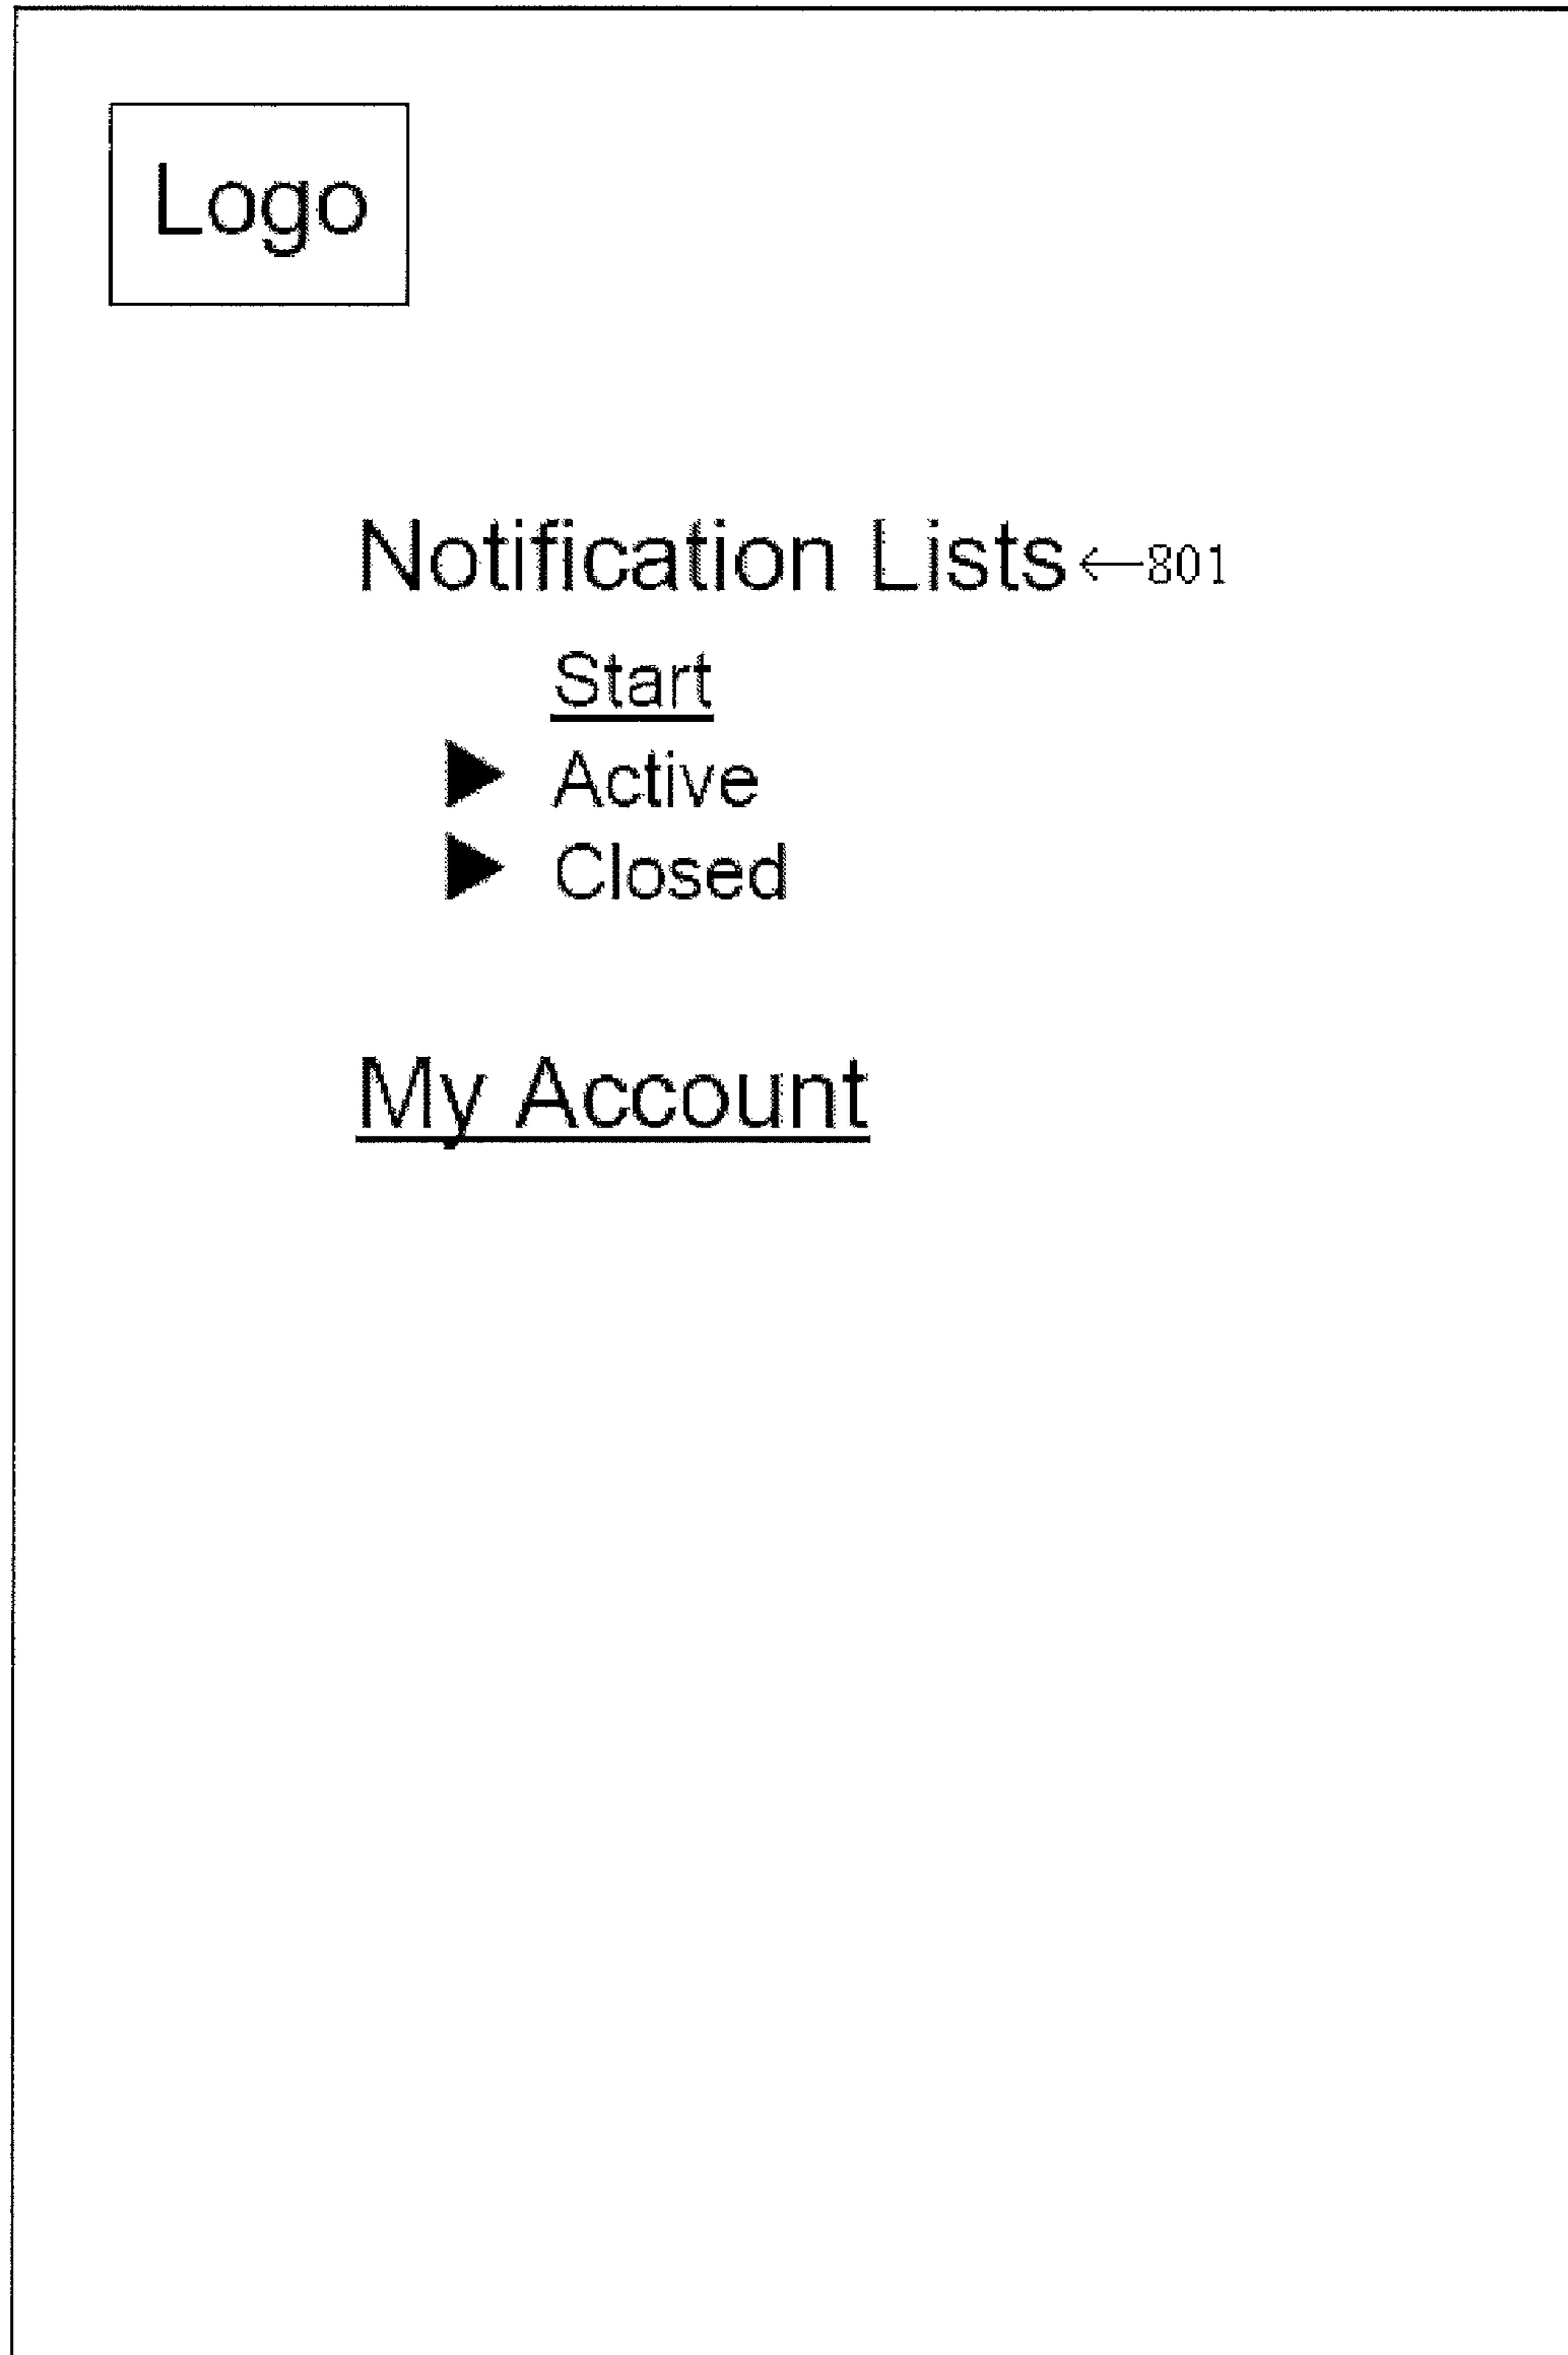 Logo
Notification Lists ←801
Start
▶ Active
▶ Closed
My Account